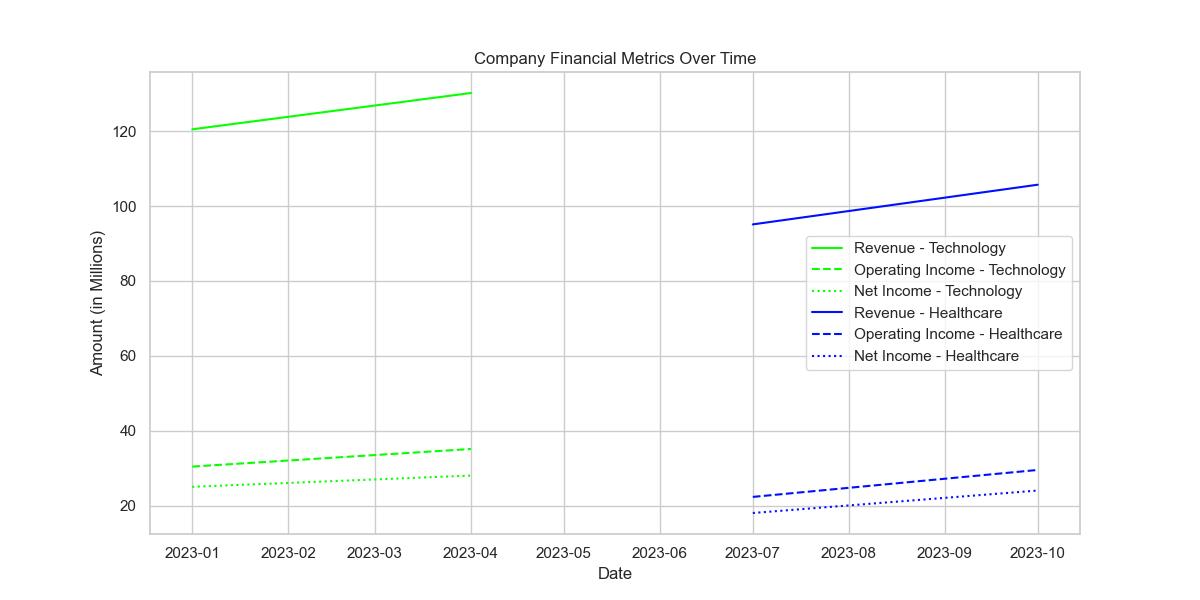 Company Financial Metrics Over Time
Amount (in Millions)
120
100
80
60
40
20
Revenue - Technology
Operating Income - Technology
Net Income - Technology
Revenue - Healthcare
Operating Income - Healthcare
Net Income - Healthcare
2023-01 2023-02 2023-03 2023-04 2023-05 2023-06 2023-07 2023-08 2023-09 2023-10
Date